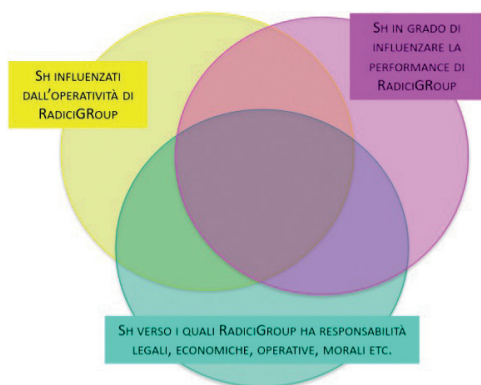 SH INFLUENZATI
DALL'OPERATIVITÀ DI
RADICIGROUP
SH IN GRADO DI
INFLUENZARE LA
PERFORMANCE DI
RADICIGROUP
SH VERSO I QUALI RADICIGROUP HA RESPONSABILITÀ
LEGALI, ECONOMICHE, OPERATIVE, MORALI ETC.